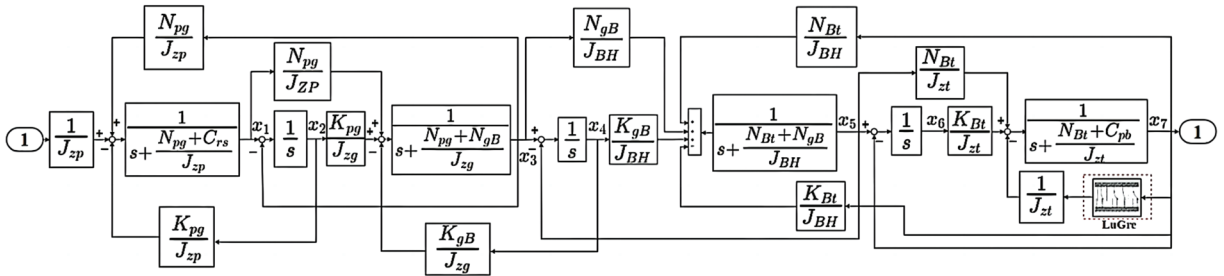 N_pg / J_zp
N_pg / J_ZP
N_gB / J_BH
N_Bt / J_BH
N_Bt / J_zt
1
1 / J_zp
+
+
−
1 / (s + (N_pg + C_rs) / J_zp)
x_1
+
−
1 / s
x_2
K_pg / J_zg
+
+
−
1 / (s + (N_pg + N_gB) / J_zg)
x_3
+
−
1 / s
x_4
K_gB / J_BH
1 / (s + (N_Bt + N_gB) / J_BH)
x_5
+
−
1 / s
x_6
K_Bt / J_zt
+
+
−
1 / (s + (N_Bt + C_pb) / J_zt)
x_7
1
K_pg / J_zp
K_gB / J_zg
K_Bt / J_BH
1 / J_zt
LuGre